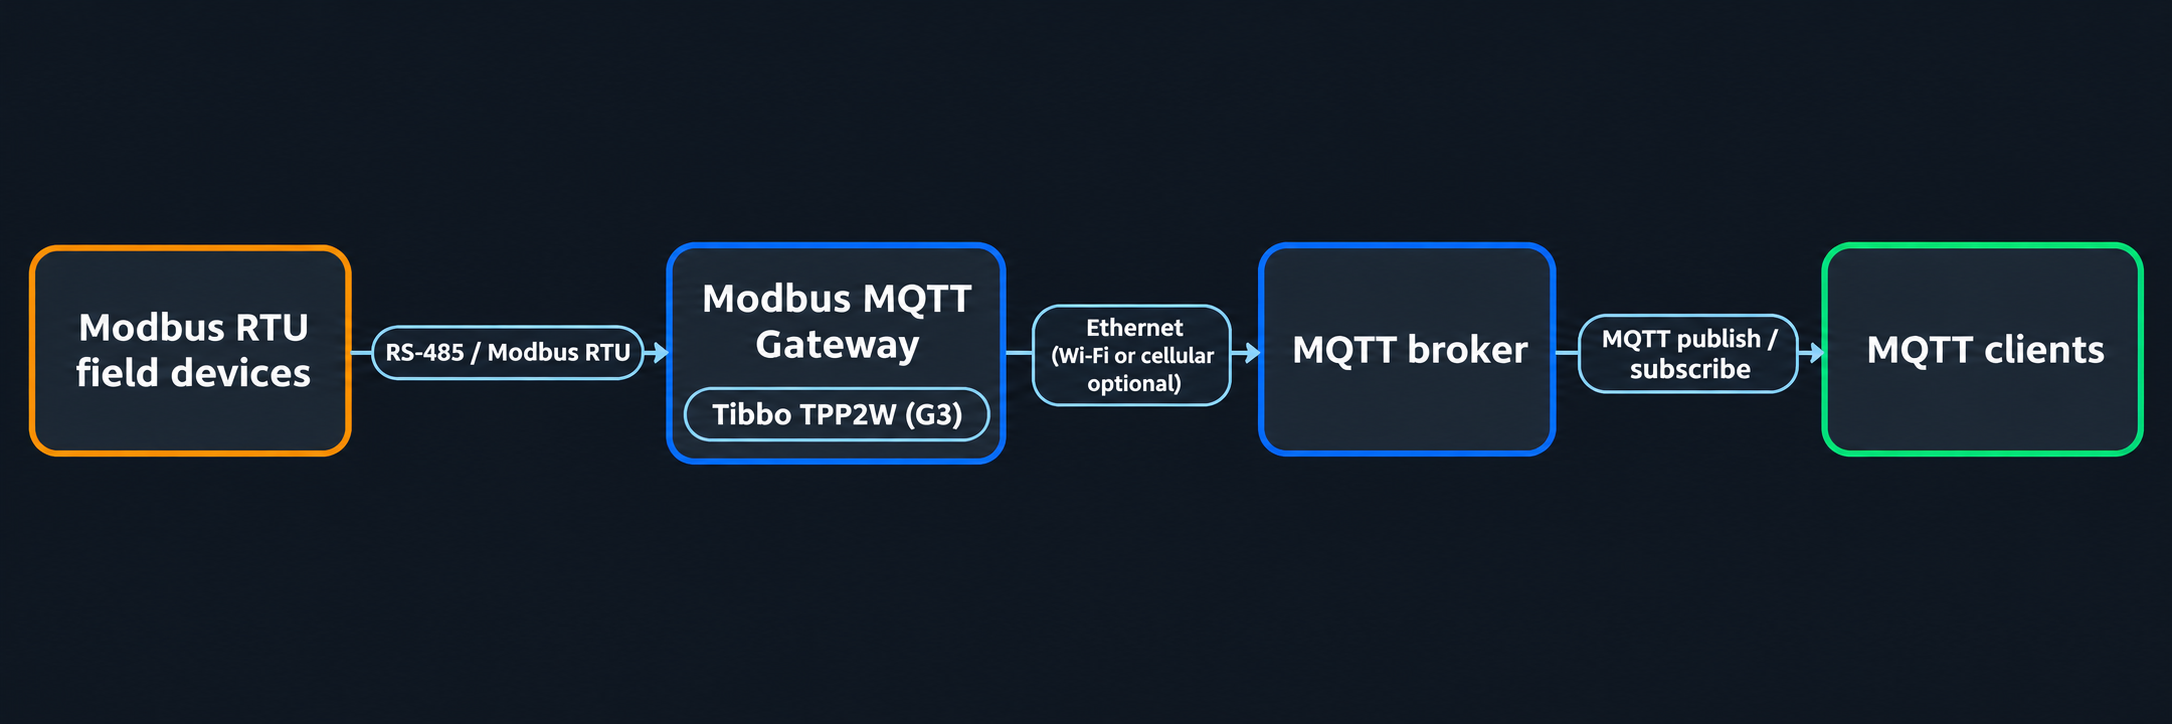 Modbus RTU
field devices
RS-485 / Modbus RTU
Modbus MQTT
Gateway
Tibbo TPP2W (G3)
Ethernet
(Wi-Fi or cellular
optional)
MQTT broker
MQTT publish /
subscribe
MQTT clients